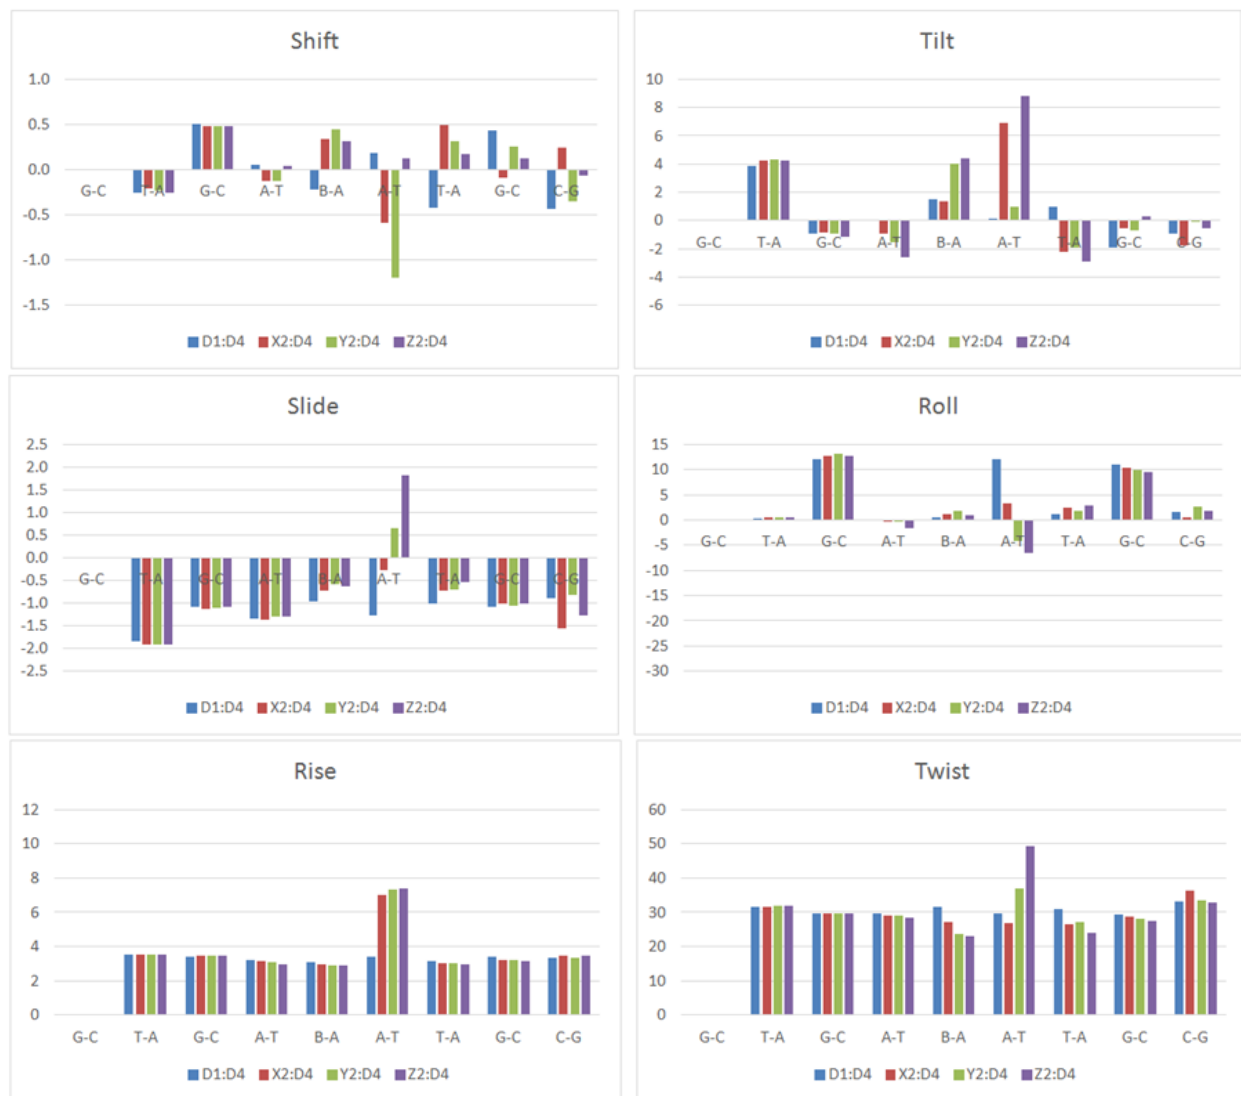 Shift
1.0
0.5
0.0
-0.5
-1.0
-1.5
G-C T-A G-C A-T B-A A-T T-A G-C C-G
D1:D4 X2:D4 Y2:D4 Z2:D4
Tilt
10
8
6
4
2
0
-2
-4
-6
G-C T-A G-C A-T B-A A-T T-A G-C C-G
D1:D4 X2:D4 Y2:D4 Z2:D4
Slide
2.5
2.0
1.5
1.0
0.5
0.0
-0.5
-1.0
-1.5
-2.0
-2.5
G-C T-A G-C A-T B-A A-T T-A G-C C-G
D1:D4 X2:D4 Y2:D4 Z2:D4
Roll
15
10
5
0
-5
-10
-15
-20
-25
-30
G-C T-A G-C A-T B-A A-T T-A G-C C-G
D1:D4 X2:D4 Y2:D4 Z2:D4
Rise
12
10
8
6
4
2
0
G-C T-A G-C A-T B-A A-T T-A G-C C-G
D1:D4 X2:D4 Y2:D4 Z2:D4
Twist
60
50
40
30
20
10
0
G-C T-A G-C A-T B-A A-T T-A G-C C-G
D1:D4 X2:D4 Y2:D4 Z2:D4